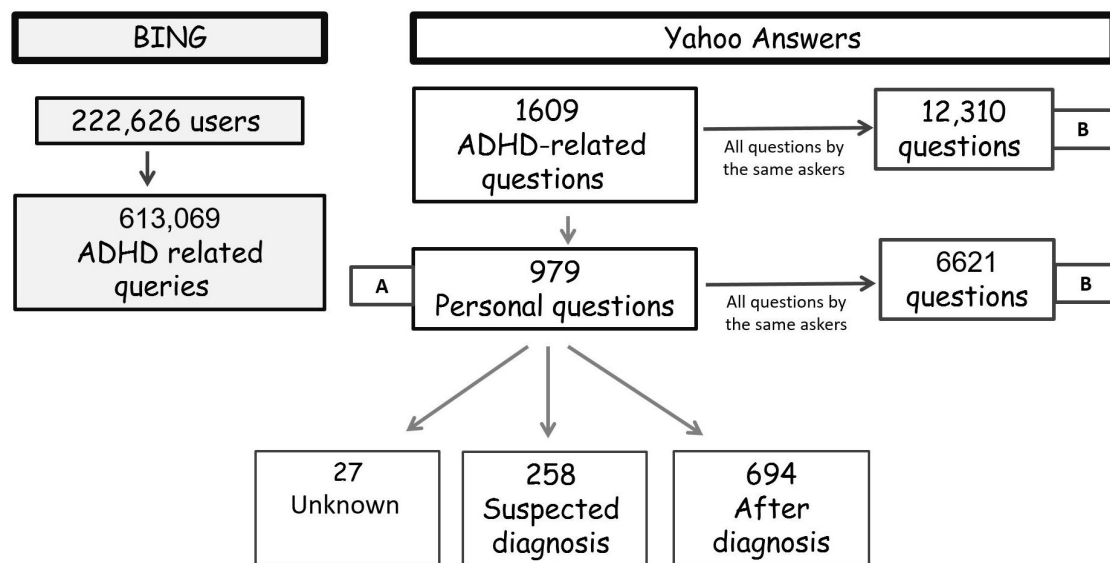 BING
Yahoo Answers
222,626 users
613,069
ADHD related
queries
1609
ADHD-related
questions
All questions by
the same askers
12,310
questions
B
A
979
Personal questions
All questions by
the same askers
6621
questions
B
27
Unknown
258
Suspected
diagnosis
694
After
diagnosis